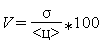 V = σ / <ц> * 100